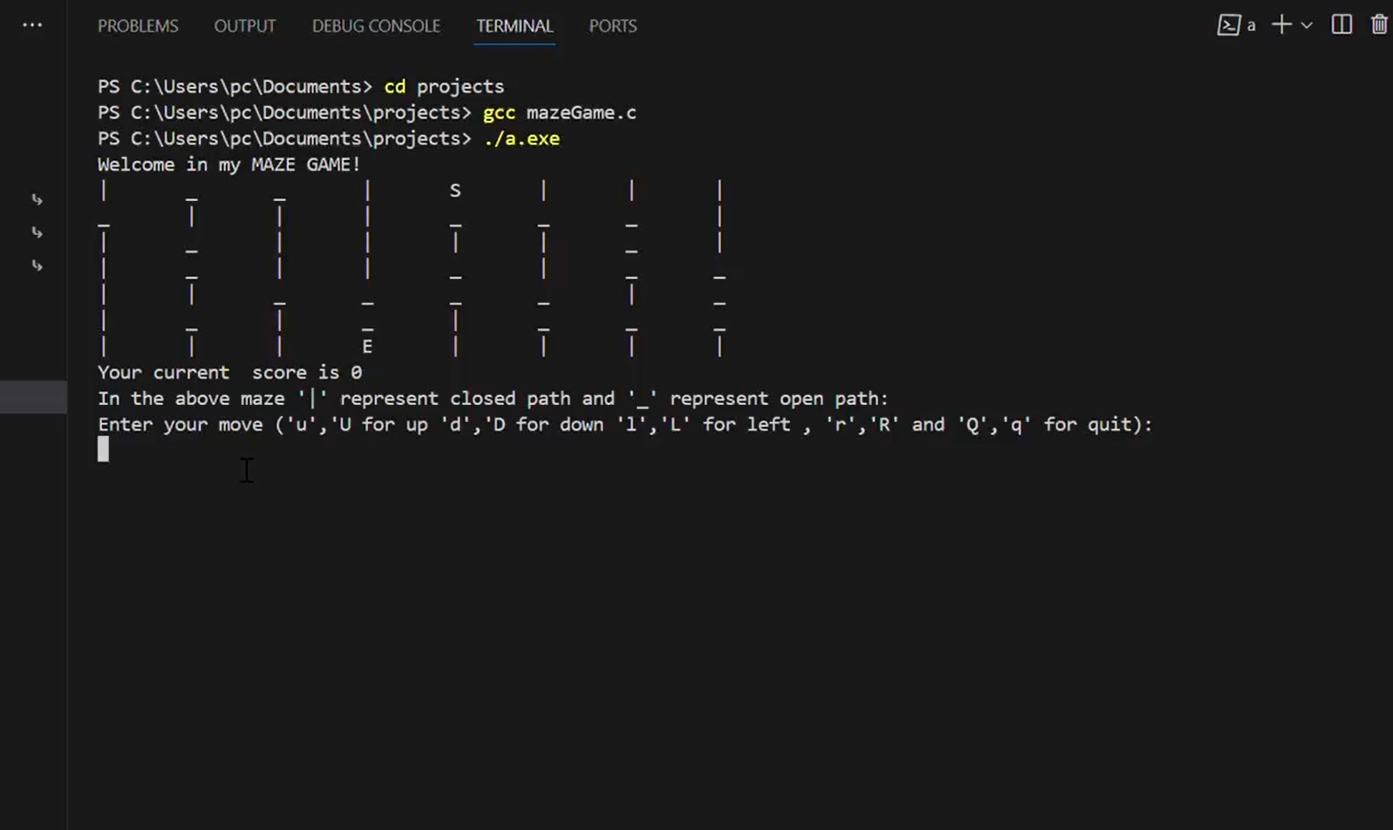 PROBLEMS OUTPUT DEBUG CONSOLE TERMINAL PORTS a
PS C:\Users\pc\Documents> cd projects
PS C:\Users\pc\Documents\projects> gcc mazeGame.c
PS C:\Users\pc\Documents\projects> ./a.exe
Welcome in my MAZE GAME!
| _ _ | S | | |
_ | | | _ _ _ |
| _ | | | | _ |
| _ | | _ | _ _
| | _ _ _ _ | _
| _ | _ | _ _ _
| | | E | | | |
Your current  score is 0
In the above maze '|' represent closed path and '_' represent open path:
Enter your move ('u','U for up 'd','D for down 'l','L' for left , 'r','R' and 'Q','q' for quit):